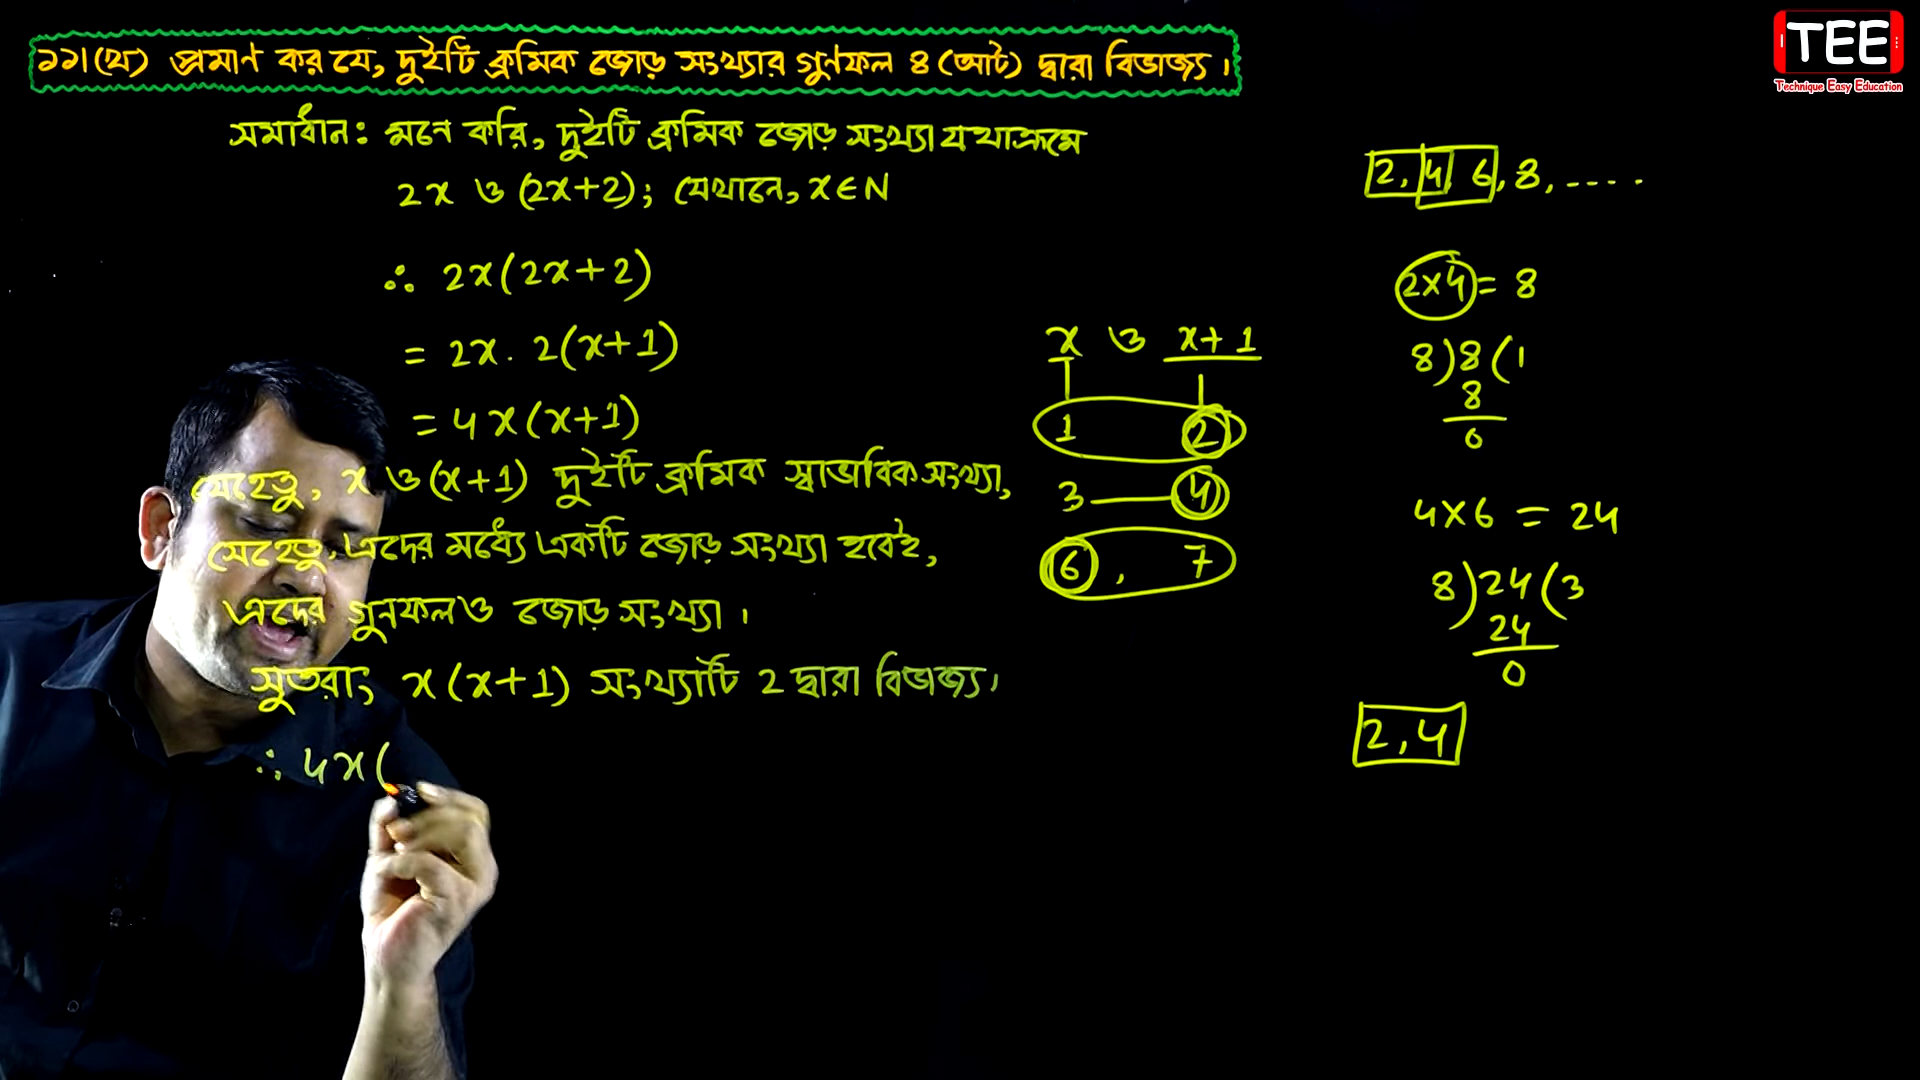 ১১।(থ) প্রমাণ কর যে, দুইটি ক্রমিক জোড় সংখ্যার গুণফল ৪ (আট) দ্বারা বিভাজ্য।
সমাধান: মনে করি, দুইটি ক্রমিক জোড় সংখ্যা যথাক্রমে
2x ও (2x+2); যেখানে, x∈N
∴ 2x(2x+2)
= 2x. 2(x+1)
= 4x(x+1)
যেহেতু, x ও (x+1) দুইটি ক্রমিক স্বাভাবিক সংখ্যা,
যেহেতু, এদের মধ্যে একটি জোড় সংখ্যা হবেই,
এদের গুনফলও জোড় সংখ্যা।
সুতরাং x(x+1) সংখ্যাটি 2 দ্বারা বিভাজ্য।
∴ 4x(
x ও x+1
1 2
3 4
6, 7
2, 4, 6, 8, ....
2×4 = 8
8)8(1
8
0
4×6 = 24
8)24(3
24
0
2, 4
TEE
Technique Easy Education